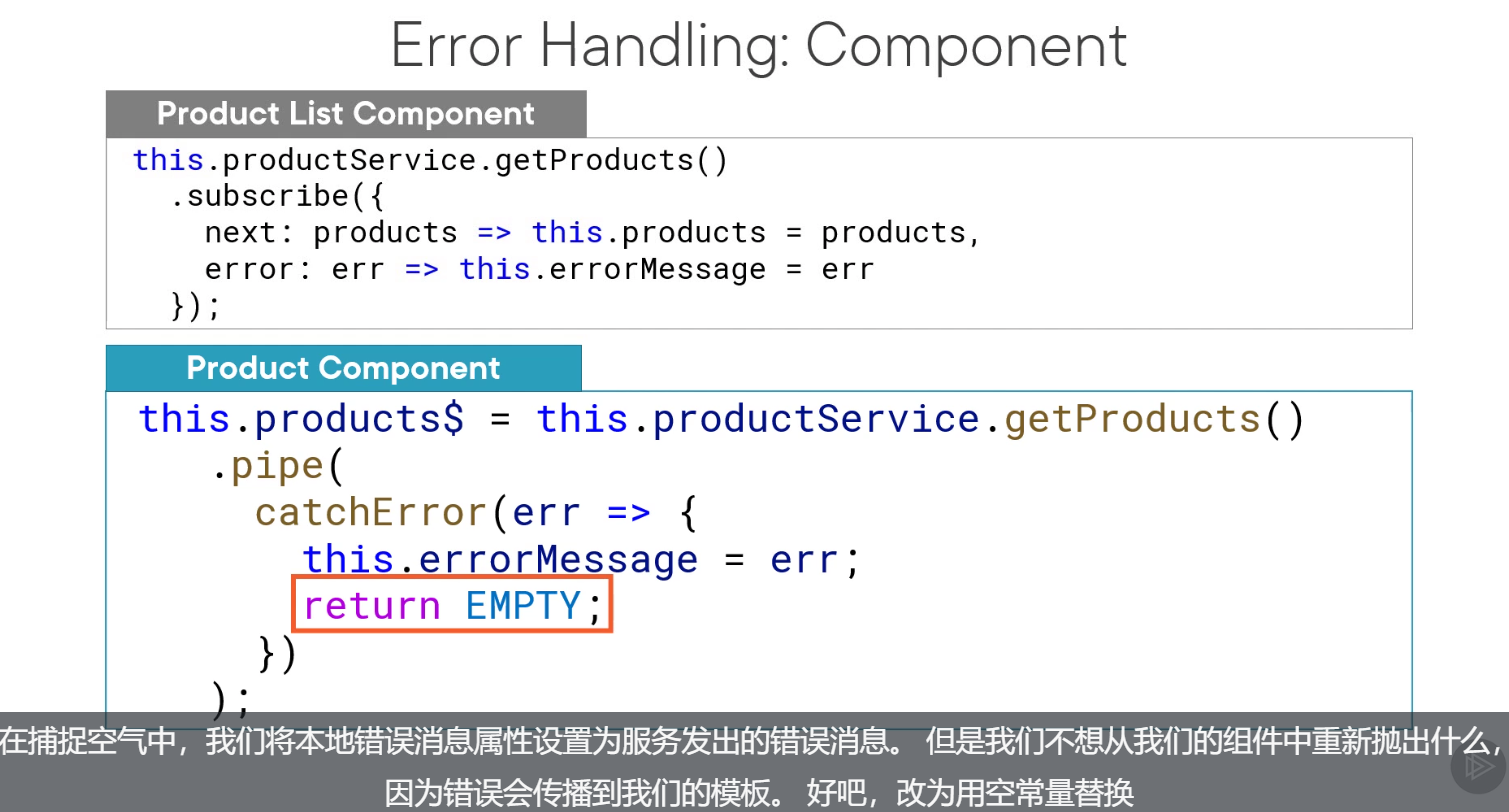 Error Handling: Component
Product List Component
this.productService.getProducts()
.subscribe({
next: products => this.products = products,
error: err => this.errorMessage = err
});
Product Component
this.products$ = this.productService.getProducts()
.pipe(
catchError(err => {
this.errorMessage = err;
return EMPTY;
})
);
在捕捉空气中，我们将本地错误消息属性设置为服务发出的错误消息。 但是我们不想从我们的组件中重新抛出什么，
因为错误会传播到我们的模板。 好吧，改为用空常量替换